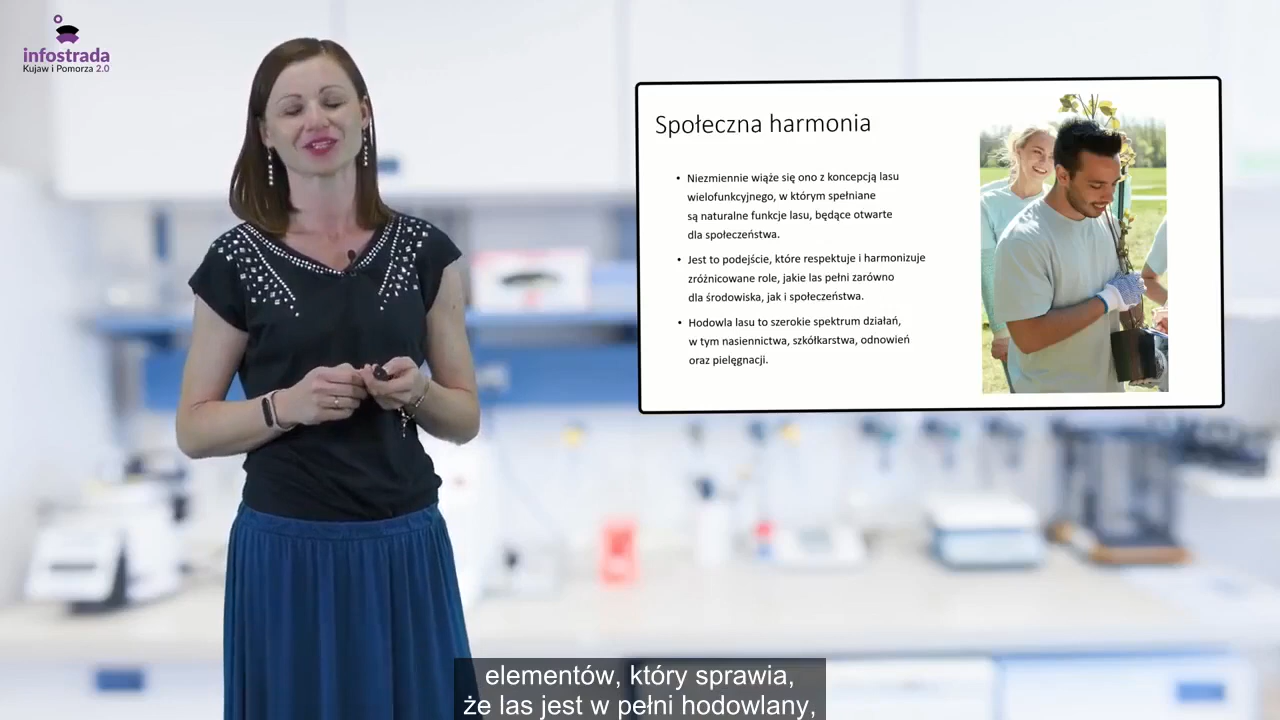 infostrada
Kujaw i Pomorza 2.0
Społeczna harmonia
• Niezmiennie wiąże się ono z koncepcją lasu
wielofunkcyjnego, w którym spełniane
są naturalne funkcje lasu, będące otwarte
dla społeczeństwa.
• Jest to podejście, które respektuje i harmonizuje
zróżnicowane role, jakie las pełni zarówno
dla środowiska, jak i społeczeństwa.
• Hodowla lasu to szerokie spektrum działań,
w tym nasiennictwa, szkółkarstwa, odnowień
oraz pielęgnacji.
elementów, który sprawia,
że las jest w pełni hodowlany,